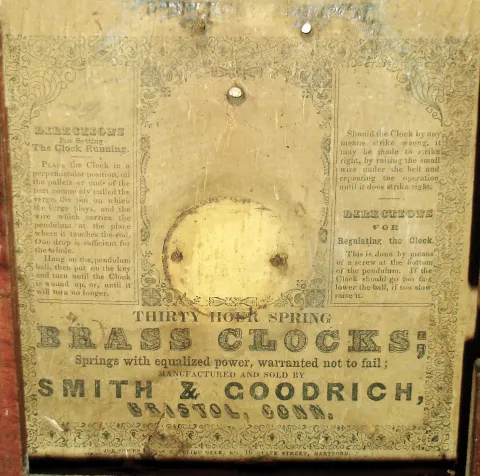 DIRECTIONS
For Setting
The Clock Running.
PLACE the Clock in a
perpendicular position, oil
the pallets or ends of the
part commonly called the
verge, the pin on which
the verge plays, and the
wire which carries the
pendulum at the place
where it touches the rod.
One drop is sufficient for
the whole.
Hang on the pendulum
ball, then put on the key
and turn until the Clock
is wound up, or, until it
will turn no longer.
Should the Clock by any
means strike wrong, it
may be made to strike
right, by raising the small
wire under the bell and
repeating the operation
until it does strike right.
DIRECTIONS
FOR
Regulating the Clock.
This is done by means
of a screw at the bottom
of the pendulum. If the
Clock should go too fast
lower the ball, if too slow
raise it.
THIRTY HOUR SPRING
BRASS CLOCKS;
Springs with equalized power, warranted not to fail;
MANUFACTURED AND SOLD BY
SMITH & GOODRICH,
BRISTOL, CONN.
STATE STREET, HARTFORD.